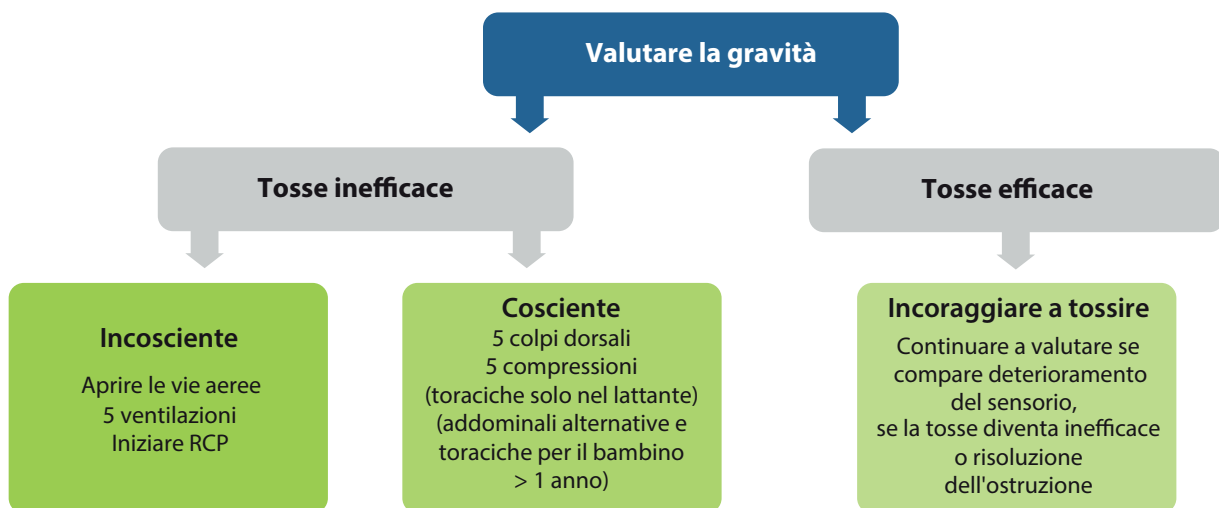 Valutare la gravità
Tosse inefficace
Tosse efficace
Incosciente
Aprire le vie aeree
5 ventilazioni
Iniziare RCP
Cosciente
5 colpi dorsali
5 compressioni
(toraciche solo nel lattante)
(addominali alternative e
toraciche per il bambino
> 1 anno)
Incoraggiare a tossire
Continuare a valutare se
compare deterioramento
del sensorio,
se la tosse diventa inefficace
o risoluzione
dell'ostruzione